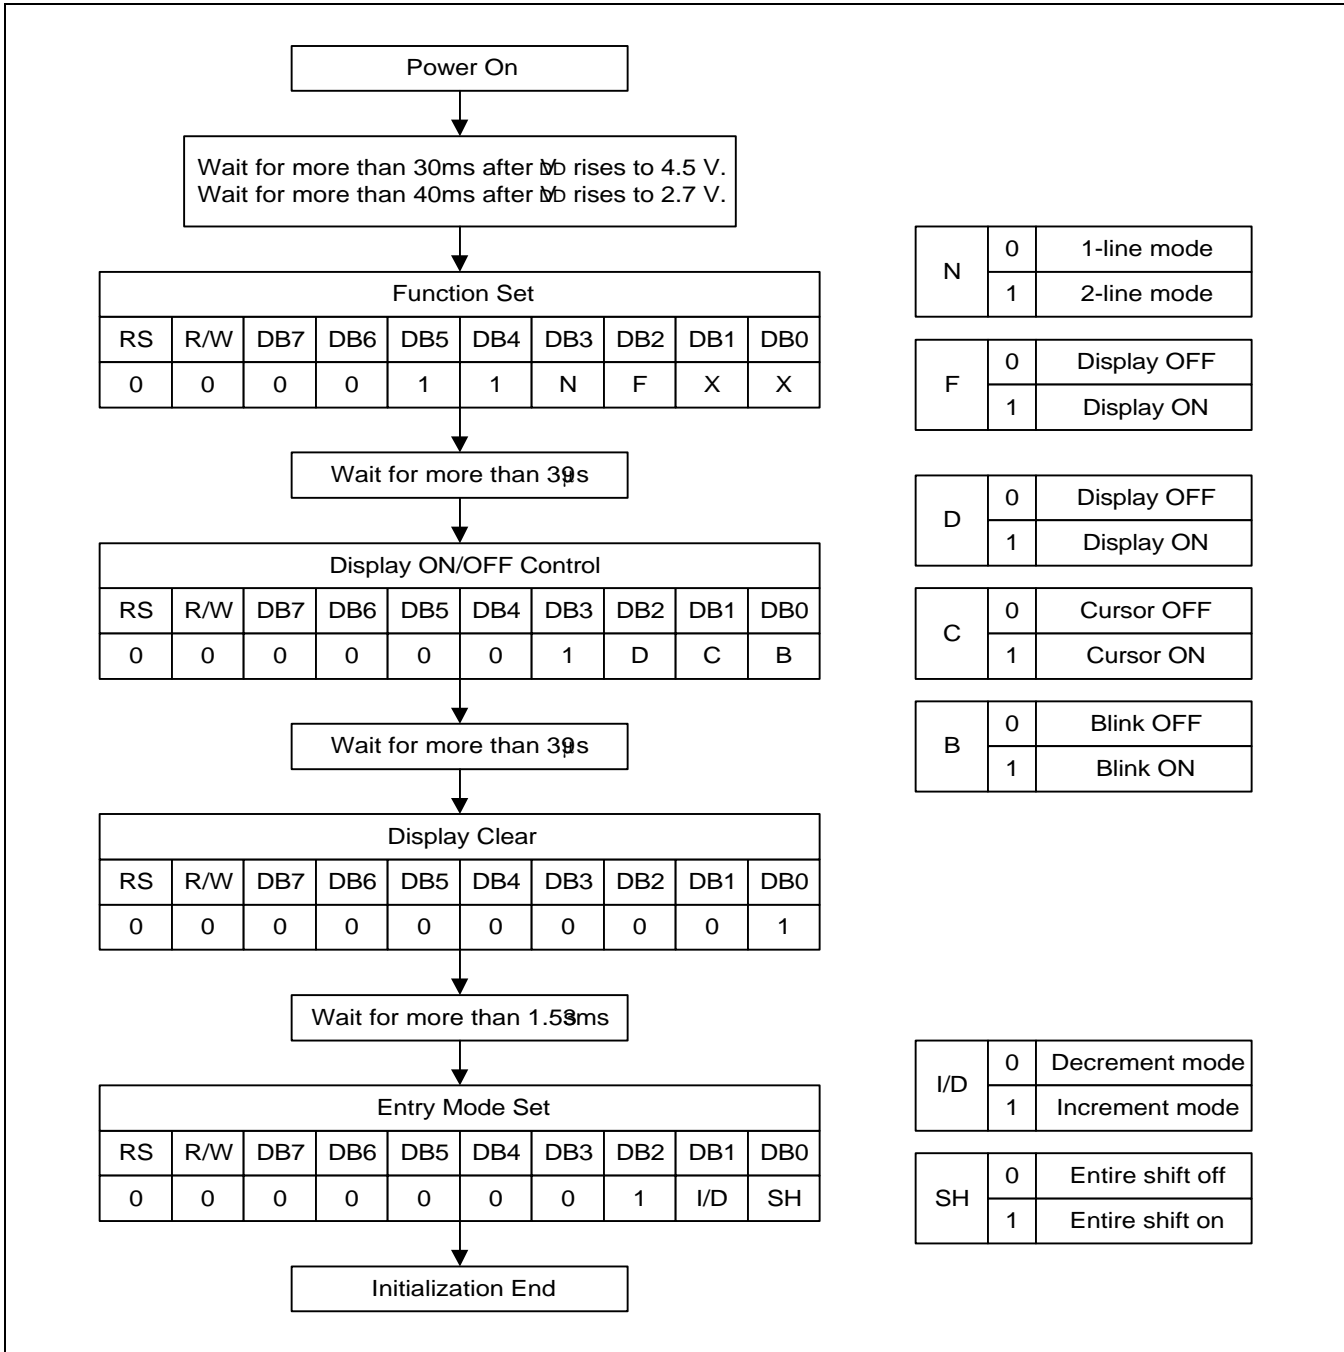 Power On
Wait for more than 30ms after VDD rises to 4.5 V.
Wait for more than 40ms after VDD rises to 2.7 V.
Function Set
RS R/W DB7 DB6 DB5 DB4 DB3 DB2 DB1 DB0
0 0 0 0 1 1 N F X X
Wait for more than 39μs
Display ON/OFF Control
RS R/W DB7 DB6 DB5 DB4 DB3 DB2 DB1 DB0
0 0 0 0 0 0 1 D C B
Wait for more than 39μs
Display Clear
RS R/W DB7 DB6 DB5 DB4 DB3 DB2 DB1 DB0
0 0 0 0 0 0 0 0 0 1
Wait for more than 1.53ms
Entry Mode Set
RS R/W DB7 DB6 DB5 DB4 DB3 DB2 DB1 DB0
0 0 0 0 0 0 0 1 I/D SH
Initialization End
N
0 1-line mode
1 2-line mode
F
0 Display OFF
1 Display ON
D
0 Display OFF
1 Display ON
C
0 Cursor OFF
1 Cursor ON
B
0 Blink OFF
1 Blink ON
I/D
0 Decrement mode
1 Increment mode
SH
0 Entire shift off
1 Entire shift on